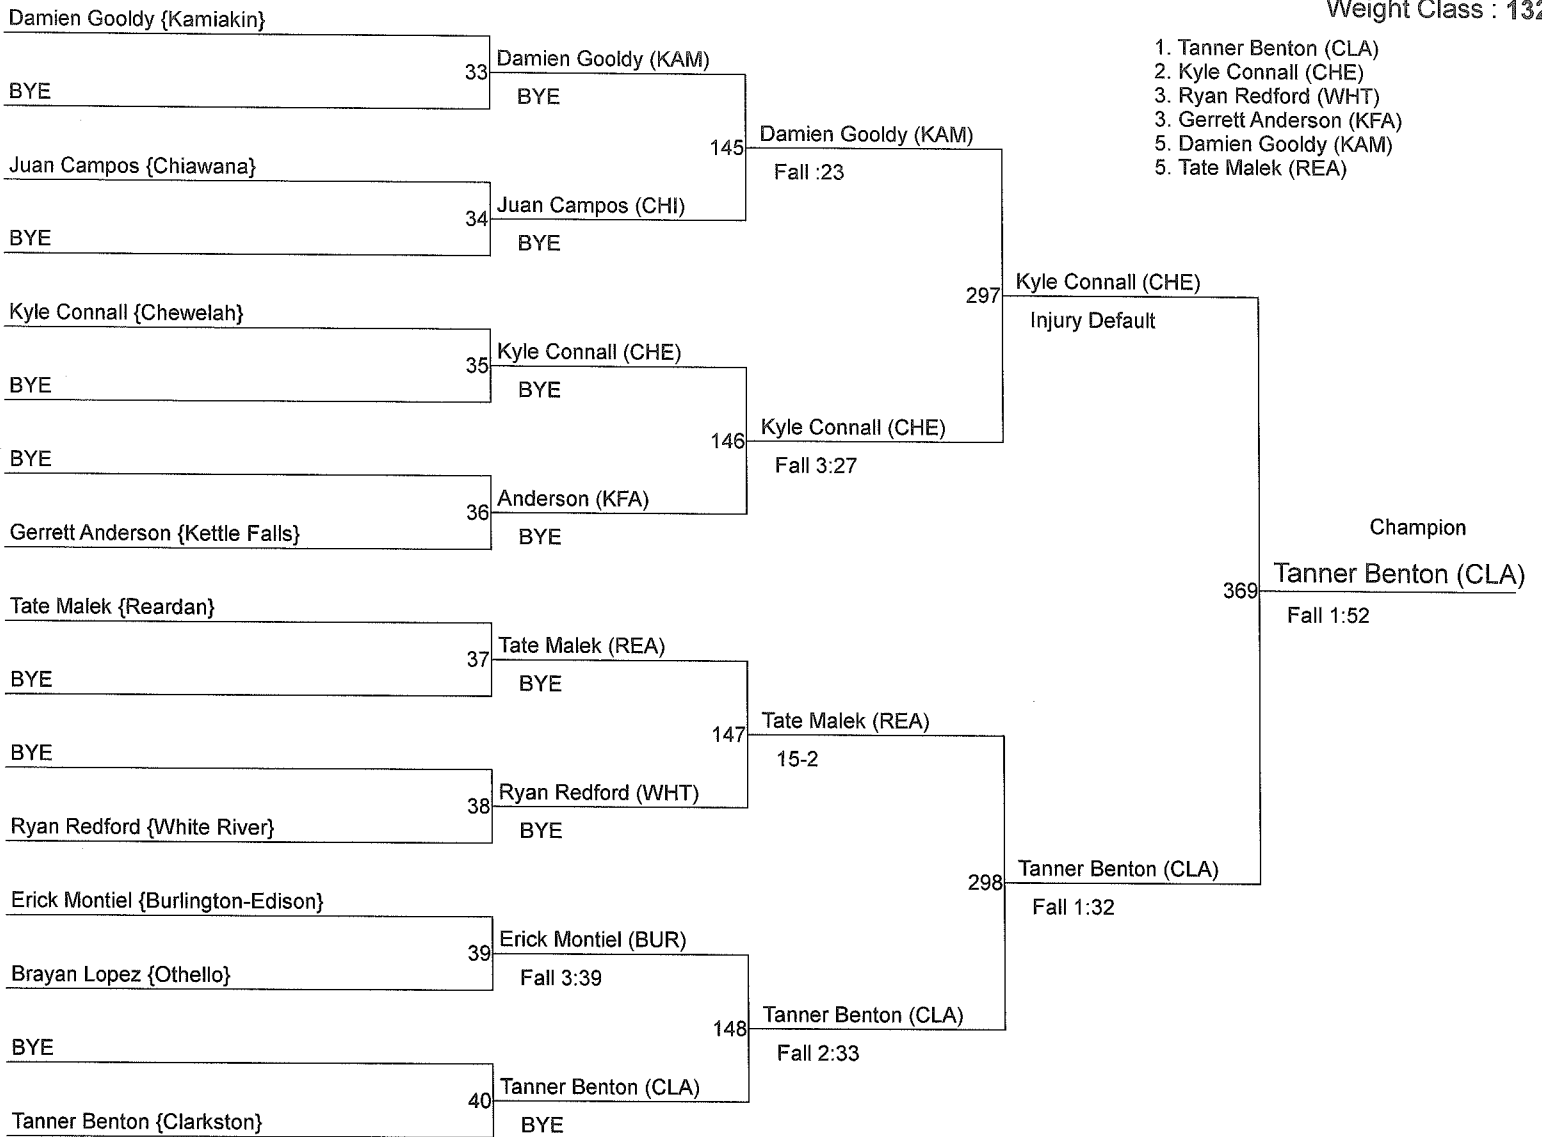 Weight Class : 132
1. Tanner Benton (CLA)
2. Kyle Connall (CHE)
3. Ryan Redford (WHT)
3. Gerrett Anderson (KFA)
5. Damien Gooldy (KAM)
5. Tate Malek (REA)
Damien Gooldy {Kamiakin}
BYE
Juan Campos {Chiawana}
BYE
Kyle Connall {Chewelah}
BYE
BYE
Gerrett Anderson {Kettle Falls}
Tate Malek {Reardan}
BYE
BYE
Ryan Redford {White River}
Erick Montiel {Burlington-Edison}
Brayan Lopez {Othello}
BYE
Tanner Benton {Clarkston}
33 Damien Gooldy (KAM)
BYE
34 Juan Campos (CHI)
BYE
35 Kyle Connall (CHE)
BYE
36 Anderson (KFA)
BYE
37 Tate Malek (REA)
BYE
38 Ryan Redford (WHT)
BYE
39 Erick Montiel (BUR)
Fall 3:39
40 Tanner Benton (CLA)
BYE
145 Damien Gooldy (KAM)
Fall :23
146 Kyle Connall (CHE)
Fall 3:27
147 Tate Malek (REA)
15-2
148 Tanner Benton (CLA)
Fall 2:33
297 Kyle Connall (CHE)
Injury Default
298 Tanner Benton (CLA)
Fall 1:32
Champion
369 Tanner Benton (CLA)
Fall 1:52